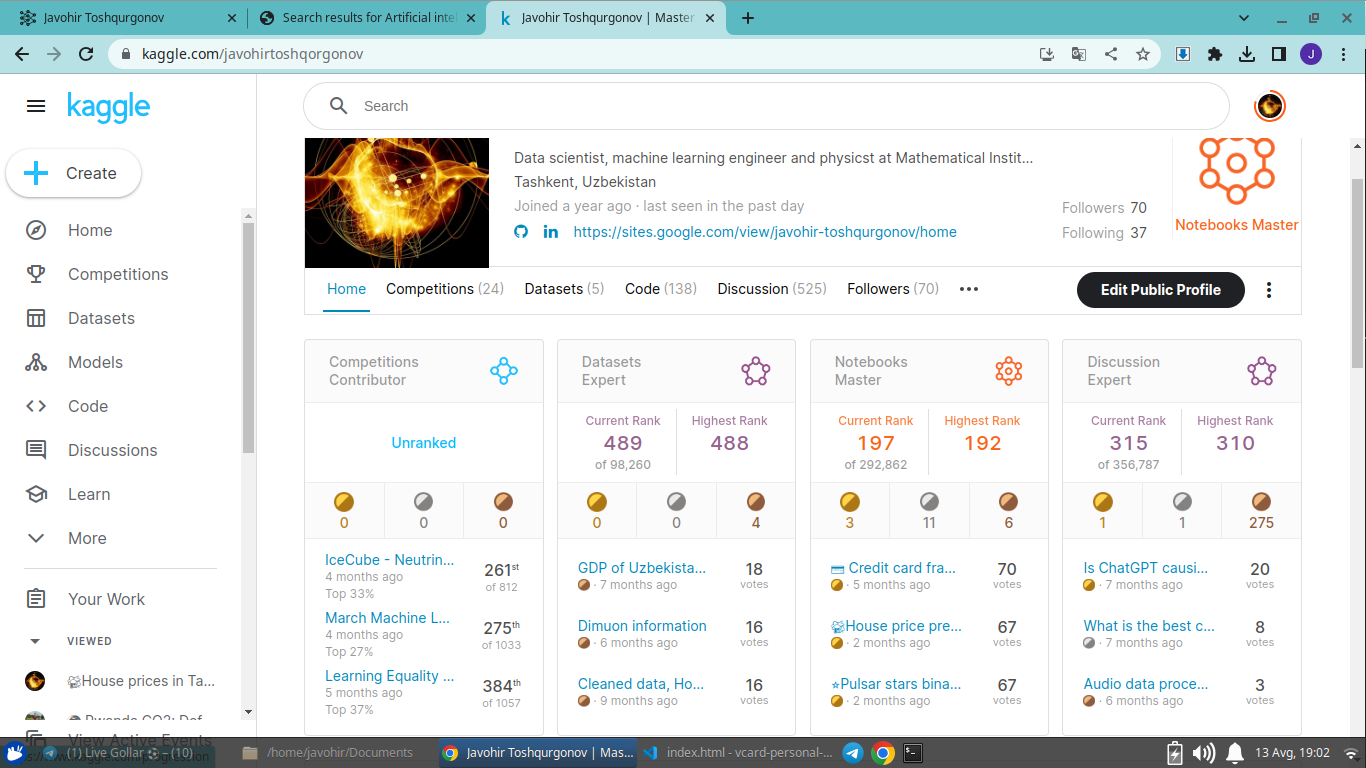 Javohir Toshqurgonov
Search results for Artificial intel
Javohir Toshqurgonov | Master
kaggle.com/javohirtoshqorgonov
J
kaggle
Search
Create
Home
Competitions
Datasets
Models
Code
Discussions
Learn
More
Your Work
VIEWED
House prices in Ta...
View Active Events
Data scientist, machine learning engineer and physicst at Mathematical Instit...
Tashkent, Uzbekistan
Joined a year ago · last seen in the past day
https://sites.google.com/view/javohir-toshqurgonov/home
Followers 70
Following 37
Notebooks Master
Home Competitions (24) Datasets (5) Code (138) Discussion (525) Followers (70) •••
Edit Public Profile
Competitions
Contributor
Unranked
0 0 0
IceCube - Neutrin...
4 months ago
Top 33%
261st
of 812
March Machine L...
4 months ago
Top 27%
275th
of 1033
Learning Equality ...
5 months ago
Top 37%
384th
of 1057
Datasets
Expert
Current Rank
489
of 98,260
Highest Rank
488
0 0 4
GDP of Uzbekista...
· 7 months ago
18
votes
Dimuon information
· 6 months ago
16
votes
Cleaned data, Ho...
· 9 months ago
16
votes
Notebooks
Master
Current Rank
197
of 292,862
Highest Rank
192
3 11 6
Credit card fra...
· 5 months ago
70
votes
House price pre...
· 2 months ago
67
votes
Pulsar stars bina...
· 2 months ago
67
votes
Discussion
Expert
Current Rank
315
of 356,787
Highest Rank
310
1 1 275
Is ChatGPT causi...
· 7 months ago
20
votes
What is the best c...
· 7 months ago
8
votes
Audio data proce...
· 6 months ago
3
votes
(1) Live Gollar ⚽ – (10)
/home/javohir/Documents
Javohir Toshqurgonov | Mas...
index.html - vcard-personal-...
13 Avg, 19:02